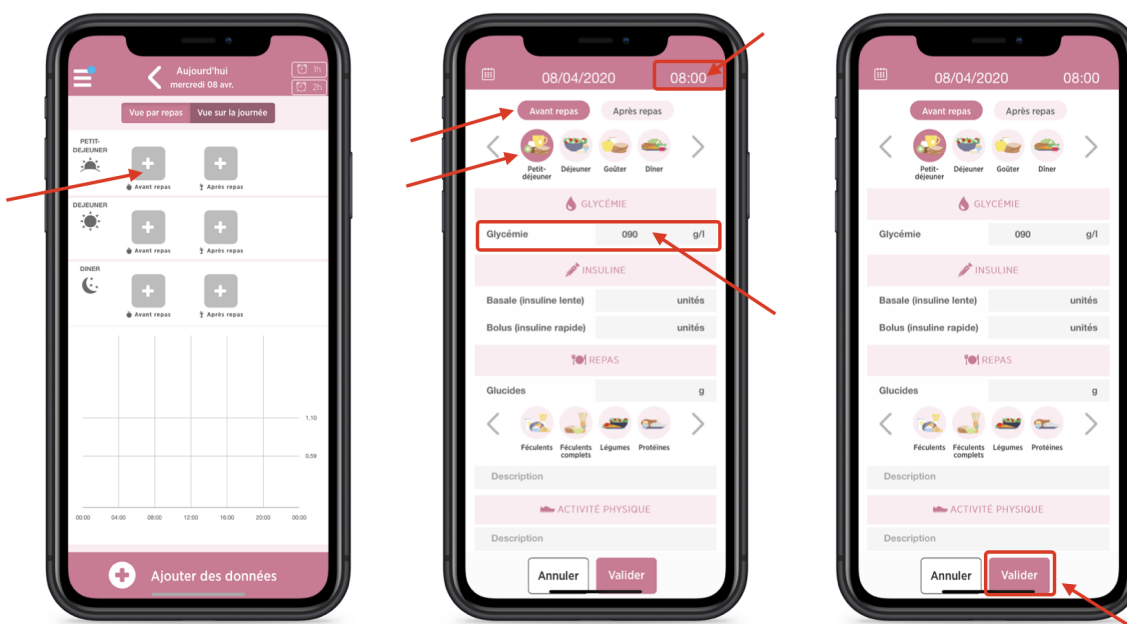 Aujourd'hui
mercredi 08 avr.
1h
2h
Vue par repas Vue sur la journée
PETIT-
DEJEUNER
Avant repas Après repas
DEJEUNER
Avant repas Après repas
DINER
Avant repas Après repas
1,10
0,59
00:00 04:00 08:00 12:00 16:00 20:00 00:00
Ajouter des données
08/04/2020 08:00
Avant repas Après repas
Petit-
déjeuner Déjeuner Goûter Dîner
GLYCÉMIE
Glycémie 090 g/l
INSULINE
Basale (insuline lente) unités
Bolus (insuline rapide) unités
REPAS
Glucides g
Féculents Féculents
complets Légumes Protéines
Description
ACTIVITÉ PHYSIQUE
Description
Annuler Valider
08/04/2020 08:00
Avant repas Après repas
Petit-
déjeuner Déjeuner Goûter Dîner
GLYCÉMIE
Glycémie 090 g/l
INSULINE
Basale (insuline lente) unités
Bolus (insuline rapide) unités
REPAS
Glucides g
Féculents Féculents
complets Légumes Protéines
Description
ACTIVITÉ PHYSIQUE
Description
Annuler Valider